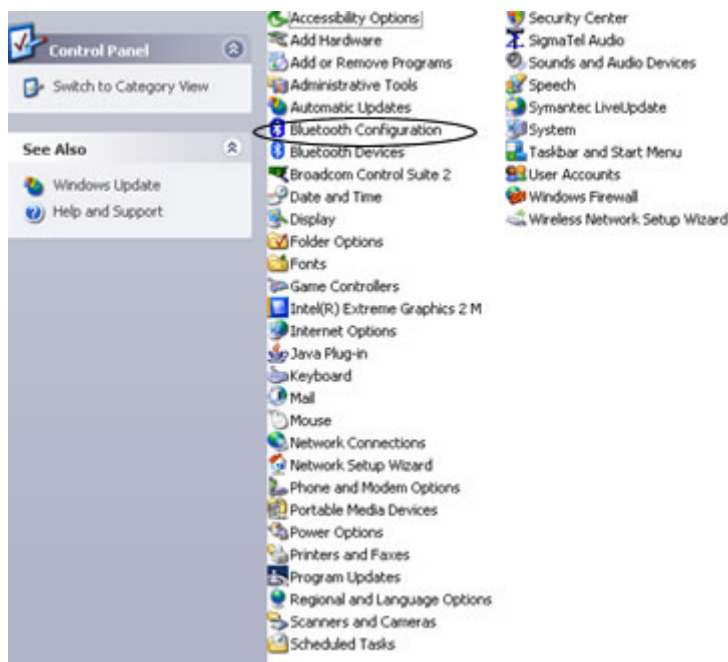 Control Panel
Switch to Category View
See Also
Windows Update
Help and Support
Accessibility Options
Add Hardware
Add or Remove Programs
Administrative Tools
Automatic Updates
Bluetooth Configuration
Bluetooth Devices
Broadcom Control Suite 2
Date and Time
Display
Folder Options
Fonts
Game Controllers
Intel(R) Extreme Graphics 2 M
Internet Options
Java Plug-in
Keyboard
Mail
Mouse
Network Connections
Network Setup Wizard
Phone and Modem Options
Portable Media Devices
Power Options
Printers and Faxes
Program Updates
Regional and Language Options
Scanners and Cameras
Scheduled Tasks
Security Center
SigmaTel Audio
Sounds and Audio Devices
Speech
Symantec LiveUpdate
System
Taskbar and Start Menu
User Accounts
Windows Firewall
Wireless Network Setup Wizard